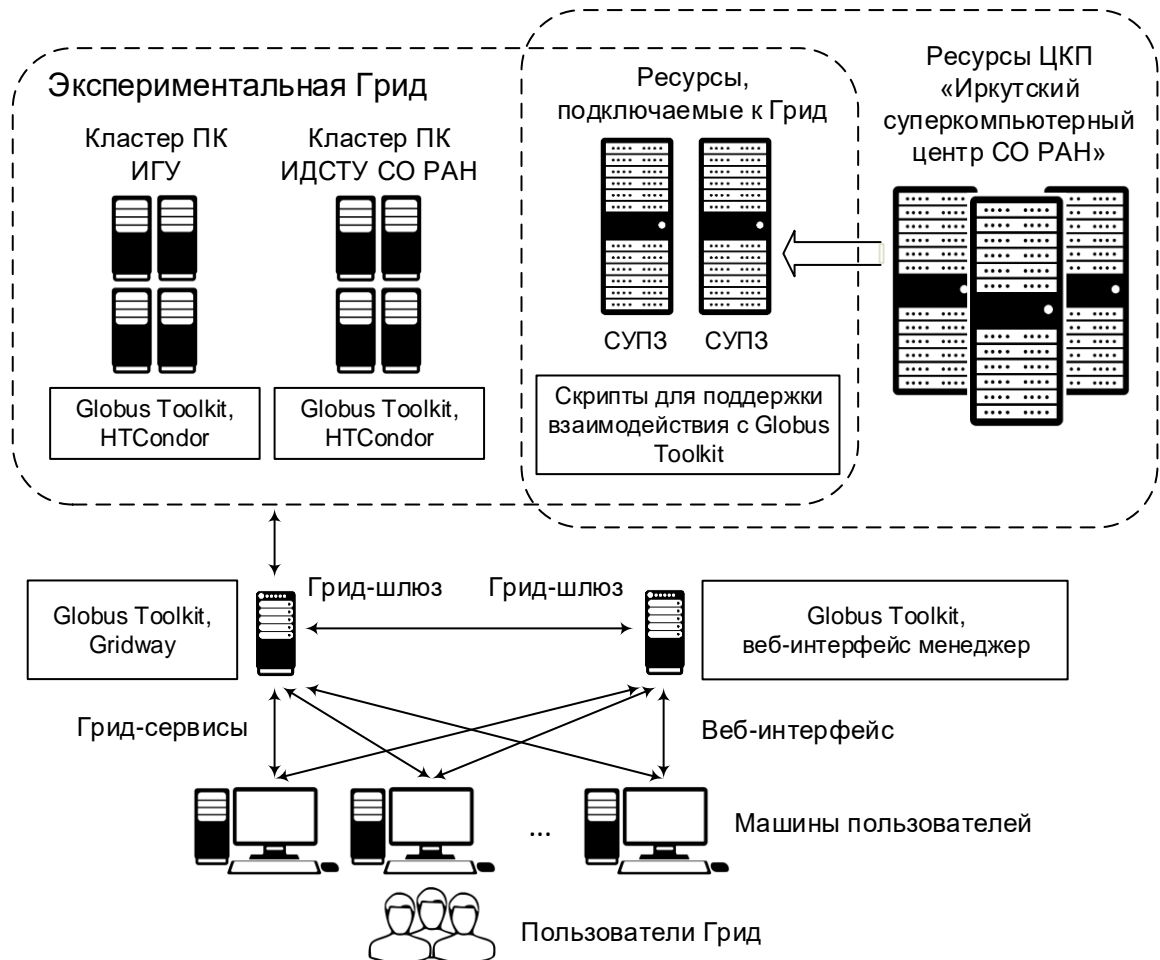 Экспериментальная Грид
Кластер ПК
ИГУ
Кластер ПК
ИДСТУ СО РАН
Ресурсы,
подключаемые к Грид
Ресурсы ЦКП
«Иркутский
суперкомпьютерный
центр СО РАН»
СУПЗ
СУПЗ
Globus Toolkit,
HTCondor
Globus Toolkit,
HTCondor
Скрипты для поддержки
взаимодействия с Globus
Toolkit
Globus Toolkit,
Gridway
Грид-шлюз
Грид-шлюз
Globus Toolkit,
веб-интерфейс менеджер
Грид-сервисы
Веб-интерфейс
...
Машины пользователей
Пользователи Грид